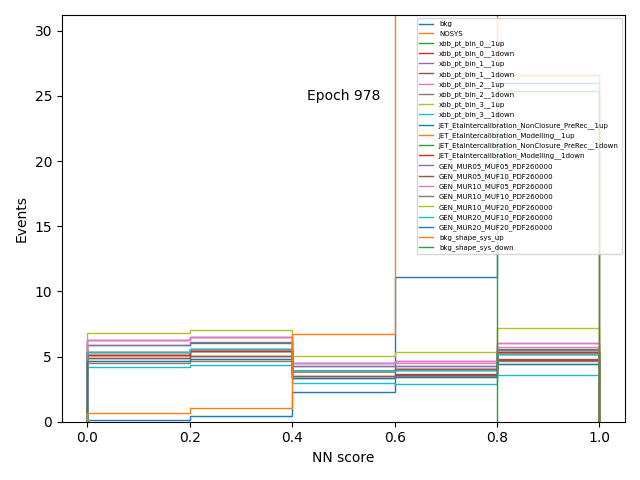 Epoch 978
bkg
NOSYS
xbb_pt_bin_0__1up
xbb_pt_bin_0__1down
xbb_pt_bin_1__1up
xbb_pt_bin_1__1down
xbb_pt_bin_2__1up
xbb_pt_bin_2__1down
xbb_pt_bin_3__1up
xbb_pt_bin_3__1down
JET_EtaIntercalibration_NonClosure_PreRec__1up
JET_EtaIntercalibration_Modelling__1up
JET_EtaIntercalibration_NonClosure_PreRec__1down
JET_EtaIntercalibration_Modelling__1down
GEN_MUR05_MUF05_PDF260000
GEN_MUR05_MUF10_PDF260000
GEN_MUR10_MUF05_PDF260000
GEN_MUR10_MUF10_PDF260000
GEN_MUR10_MUF20_PDF260000
GEN_MUR20_MUF10_PDF260000
GEN_MUR20_MUF20_PDF260000
bkg_shape_sys_up
bkg_shape_sys_down
Events
30
25
20
15
10
5
0
0.0 0.2 0.4 0.6 0.8 1.0
NN score